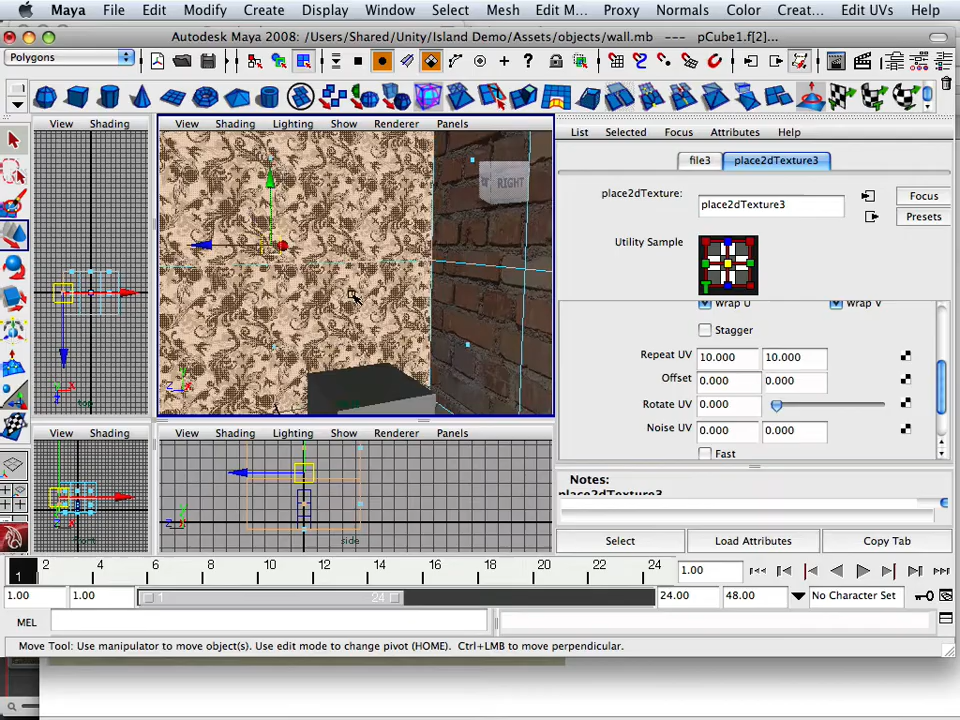 Maya File Edit Modify Create Display Window Select Mesh Edit M... Proxy Normals Color Creat... Edit UVs Help
Autodesk Maya 2008: /Users/Shared/Unity/Island Demo/Assets/objects/wall.mb --- pCube1.f[2]...
Polygons
View Shading
View Shading Lighting Show Renderer Panels
List Selected Focus Attributes Help
file3 place2dTexture3
place2dTexture: place2dTexture3
Focus
Presets
Utility Sample
RIGHT
Wrap U Wrap V
Stagger
Repeat UV 10.000 10.000
Offset 0.000 0.000
Rotate UV 0.000
Noise UV 0.000 0.000
Fast
top
View Shading
View Shading Lighting Show Renderer Panels
Notes:
place2dTexture3
front
side
Select Load Attributes Copy Tab
1 2 4 6 8 10 12 14 16 18 20 22 24
1.00
1.00 1.00 1 24 24.00 48.00 No Character Set
MEL
Move Tool: Use manipulator to move object(s). Use edit mode to change pivot (HOME). Ctrl+LMB to move perpendicular.